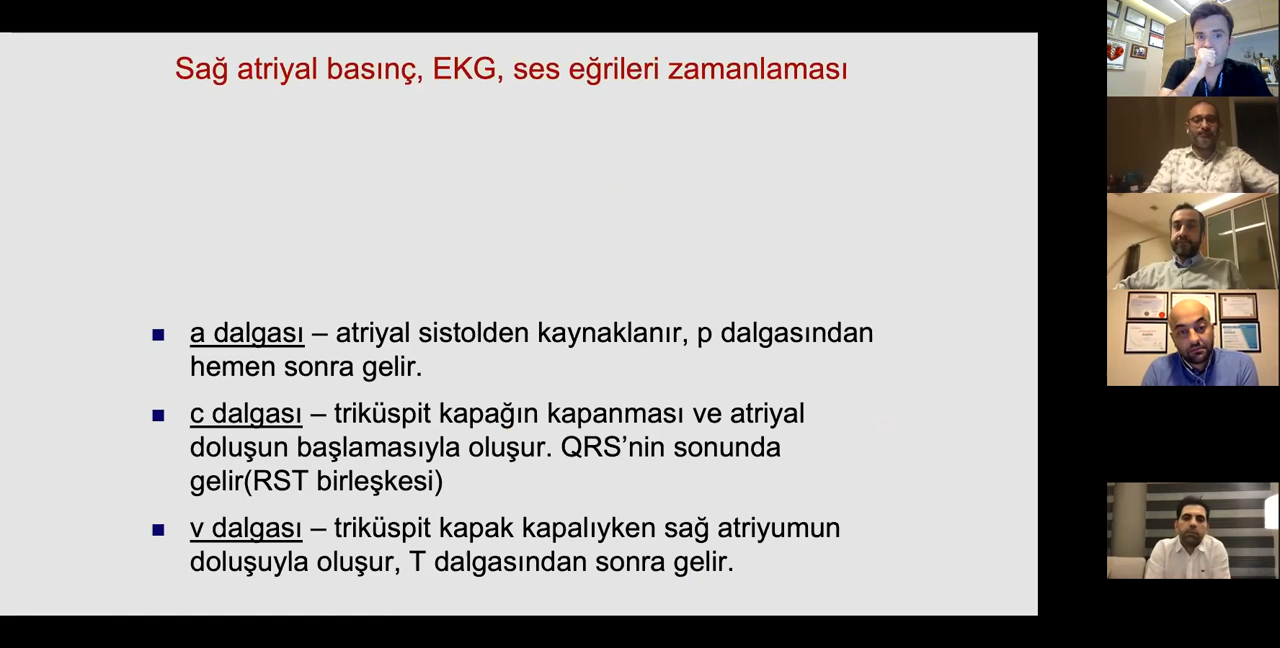 Sağ atriyal basınç, EKG, ses eğrileri zamanlaması
a dalgası – atriyal sistolden kaynaklanır, p dalgasından
hemen sonra gelir.
c dalgası – triküspit kapağın kapanması ve atriyal
doluşun başlamasıyla oluşur. QRS’nin sonunda
gelir(RST birleşkesi)
v dalgası – triküspit kapak kapalıyken sağ atriyumun
doluşuyla oluşur, T dalgasından sonra gelir.